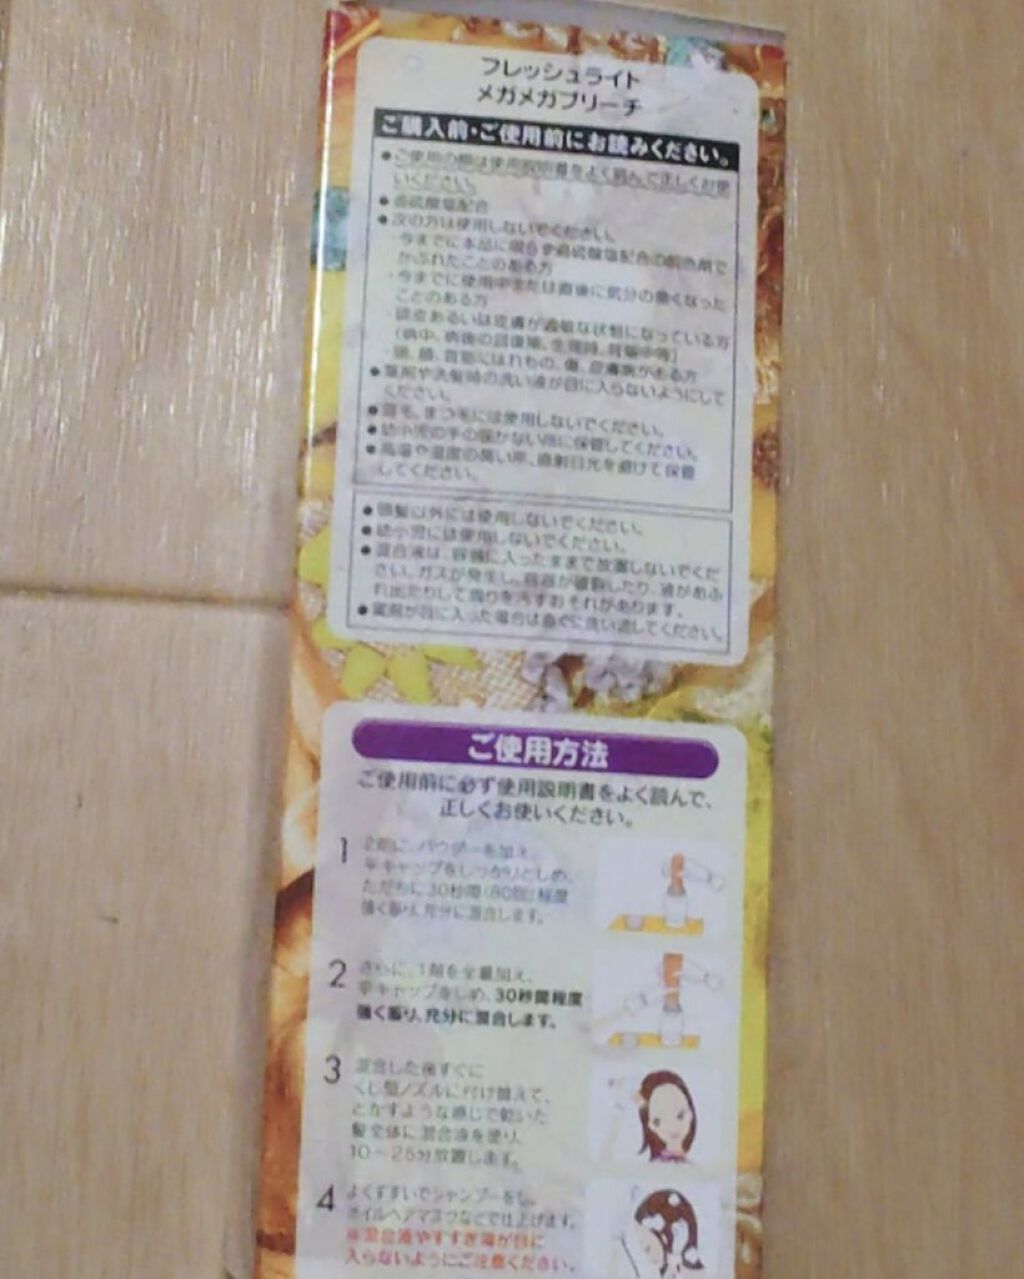 フレッシュライト
メガメガブリーチ
ご購入前・ご使用前にお読みください。
●ご使用の際は使用説明書をよく読んで正しくお使
いください。
●過硫酸塩配合
●次の方は使用しないでください。
・今までに本品に限らず過硫酸塩配合の脱色剤で
かぶれたことのある方
・今までに使用中または直後に気分の悪くなった
ことのある方
・頭皮あるいは皮膚が過敏な状態になっている方
(病中、病後の回復期、生理時、妊娠中等)
・頭、顔、首筋にはれもの、傷、皮膚病がある方
●薬剤や洗髪時の洗い液が目に入らないようにして
ください。
●眉毛、まつ毛には使用しないでください。
●幼小児の手の届かない所に保管してください。
●高温や湿度の高い所、直射日光を避けて保管
してください。
●頭髪以外には使用しないでください。
●幼小児には使用しないでください。
●混合液は、容器に入ったままで放置しないでくだ
さい。ガスが発生し、容器が破裂したり、液があふ
れ出たりして周りを汚すおそれがあります。
●薬剤が目に入った場合は直ぐに洗い流してください。
ご使用方法
ご使用前に必ず使用説明書をよく読んで、
正しくお使いください。
1 2剤に、パウダーを加え、
平キャップをしっかりとしめ、
ただちに30秒間(80回)程度
強く振り、充分に混合します。
2 さらに、1剤を全量加え、
平キャップをしめ、30秒間程度
強く振り、充分に混合します。
3 混合した後すぐに
くし型ノズルに付け替えて、
とかすような感じで乾いた
髪全体に混合液を塗り、
10~25分放置します。
4 よくすすいでシャンプーをし、
オイルヘアマスクなどで仕上げます。
※混合液やすすぎ湯が目に
入らないようにご注意ください。